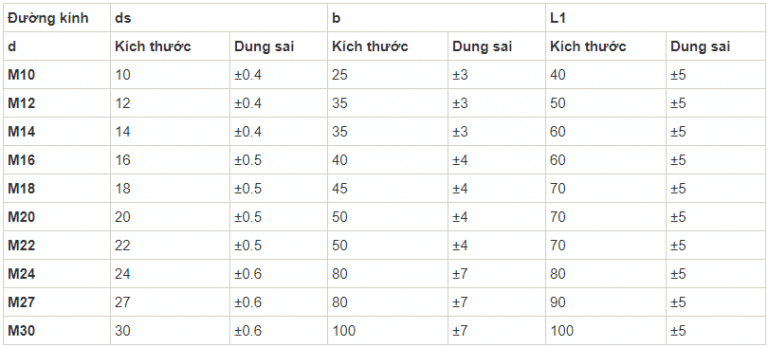 Đường kính ds b L1
d Kích thước Dung sai Kích thước Dung sai Kích thước Dung sai
M10 10 ±0.4 25 ±3 40 ±5
M12 12 ±0.4 35 ±3 50 ±5
M14 14 ±0.4 35 ±3 60 ±5
M16 16 ±0.5 40 ±4 60 ±5
M18 18 ±0.5 45 ±4 70 ±5
M20 20 ±0.5 50 ±4 70 ±5
M22 22 ±0.5 50 ±4 70 ±5
M24 24 ±0.6 80 ±7 80 ±5
M27 27 ±0.6 80 ±7 90 ±5
M30 30 ±0.6 100 ±7 100 ±5